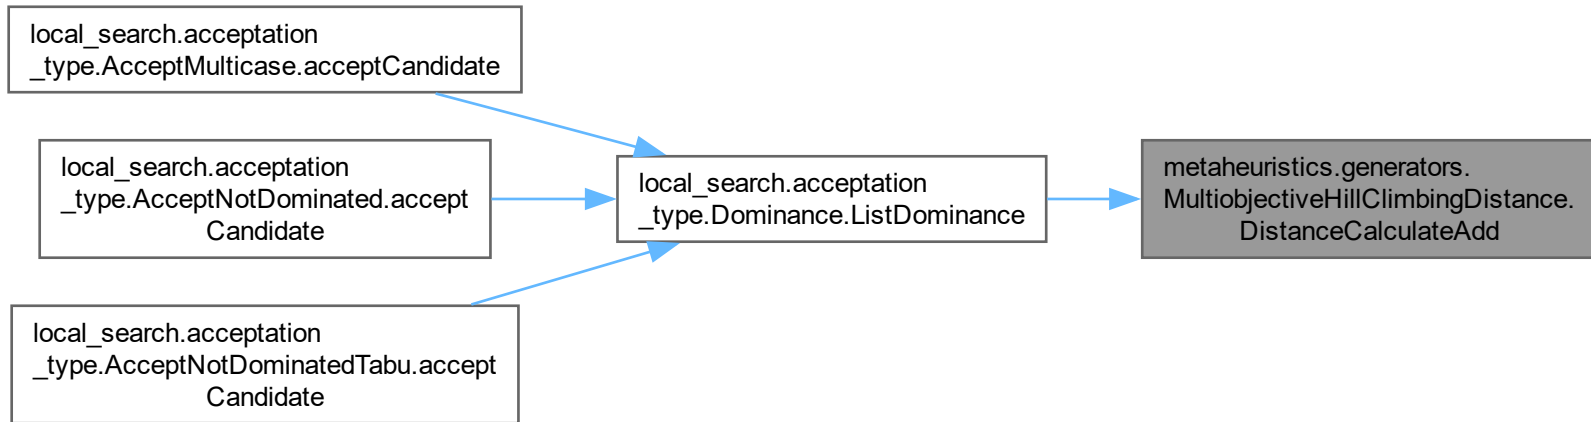 local_search.acceptation
_type.AcceptMulticase.acceptCandidate
local_search.acceptation
_type.AcceptNotDominated.accept
Candidate
local_search.acceptation
_type.AcceptNotDominatedTabu.accept
Candidate
local_search.acceptation
_type.Dominance.ListDominance
metaheuristics.generators.
MultiobjectiveHillClimbingDistance.
DistanceCalculateAdd